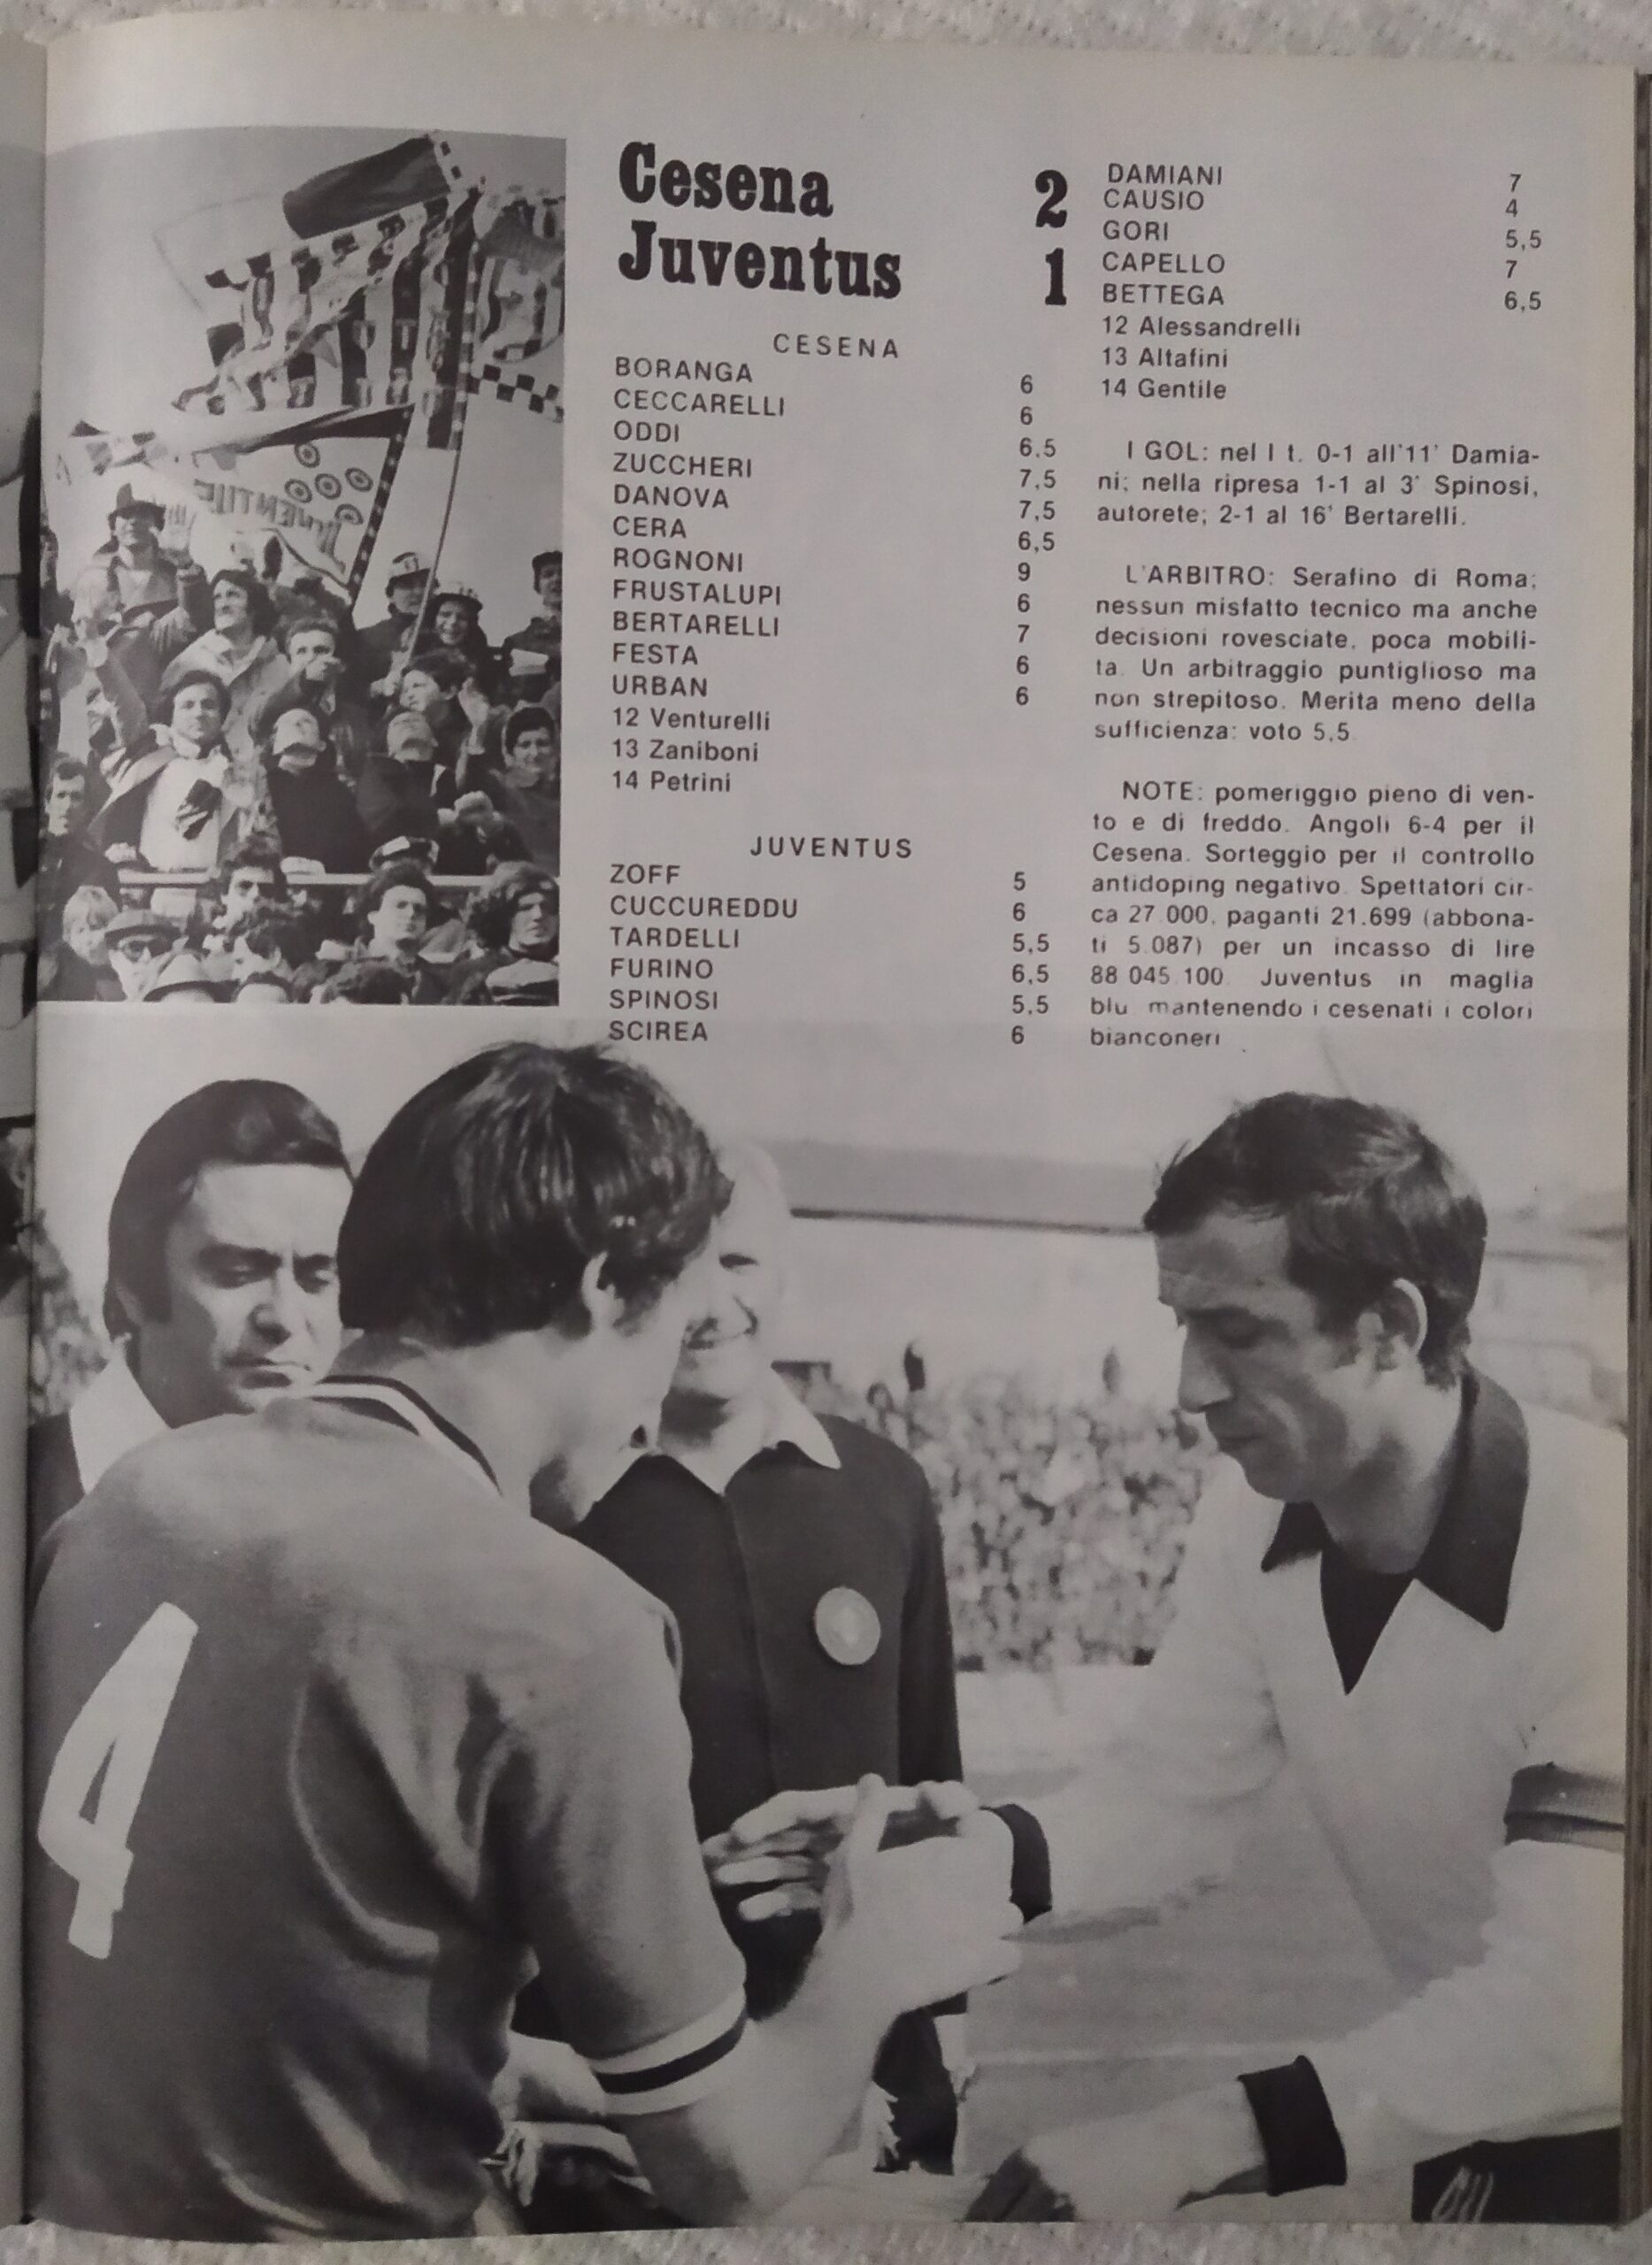 Cesena 2
Juventus 1
CESENA
BORANGA 6
CECCARELLI 6
ODDI 6.5
ZUCCHERI 7,5
DANOVA 7,5
CERA 6,5
ROGNONI 9
FRUSTALUPI 6
BERTARELLI 7
FESTA 6
URBAN 6
12 Venturelli
13 Zaniboni
14 Petrini
JUVENTUS
ZOFF 5
CUCCUREDDU 6
TARDELLI 5,5
FURINO 6,5
SPINOSI 5,5
SCIREA 6
DAMIANI 7
CAUSIO 4
GORI 5,5
CAPELLO 7
BETTEGA 6,5
12 Alessandrelli
13 Altafini
14 Gentile
I GOL: nel I t. 0-1 all'11' Damia-
ni; nella ripresa 1-1 al 3' Spinosi,
autorete; 2-1 al 16' Bertarelli.
L'ARBITRO: Serafino di Roma;
nessun misfatto tecnico ma anche
decisioni rovesciate, poca mobili-
ta. Un arbitraggio puntiglioso ma
non strepitoso. Merita meno della
sufficienza: voto 5,5
NOTE: pomeriggio pieno di ven-
to e di freddo. Angoli 6-4 per il
Cesena. Sorteggio per il controllo
antidoping negativo. Spettatori cir-
ca 27.000, paganti 21.699 (abbona-
ti 5.087) per un incasso di lire
88.045.100. Juventus in maglia
blu mantenendo i cesenati i colori
bianconeri
4